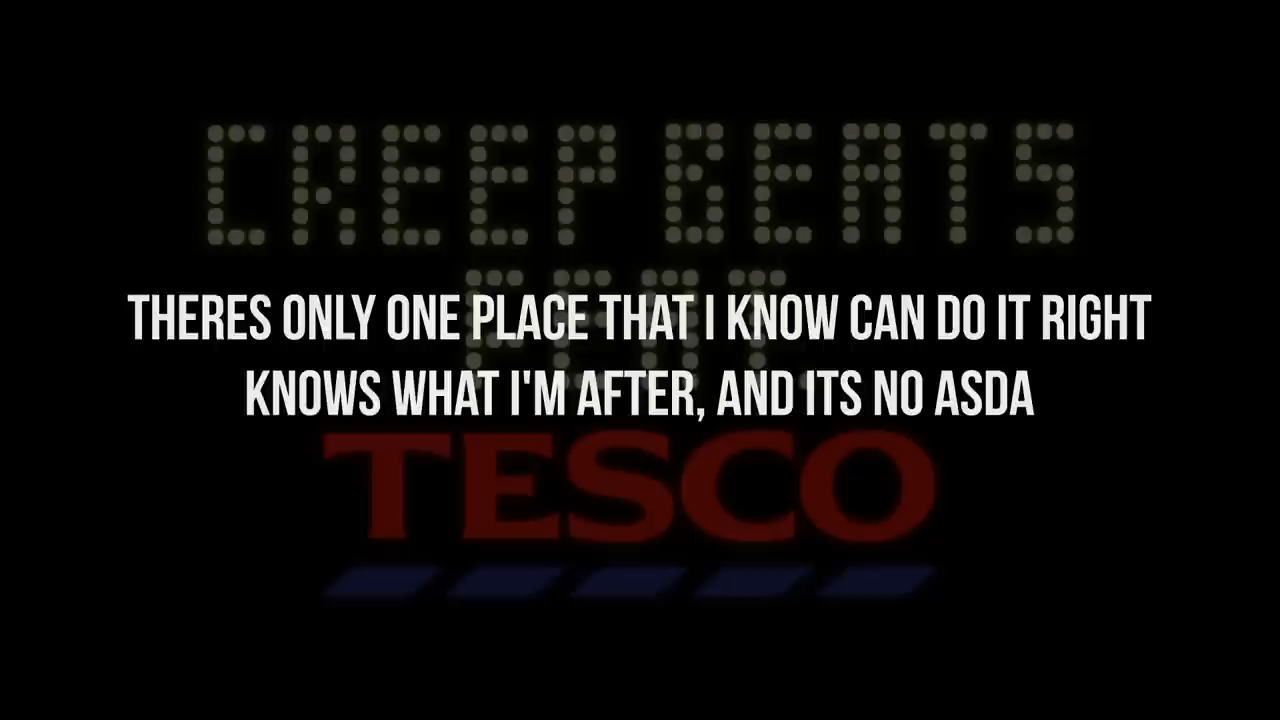 CREEP BEATS
FEAT.
THERES ONLY ONE PLACE THAT I KNOW CAN DO IT RIGHT
KNOWS WHAT I'M AFTER, AND ITS NO ASDA
TESCO